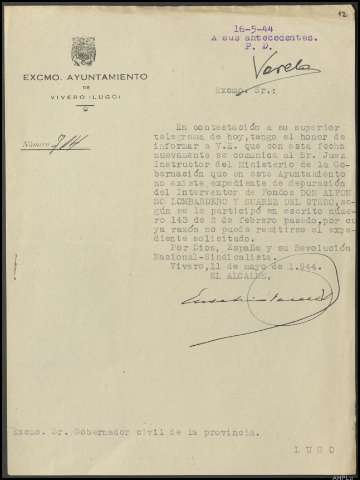 12
16-5-44
A sus antecedentes.
P. D.
Varela
EXCMO. AYUNTAMIENTO
DE
VIVERO (LUGO)
Excmo. Sr.:
Número 714
En contestación a su superior
telegrama de hoy, tengo el honor de
informar a V.E. que con esta fecha
nuevamente se comunica al Sr. Juez
Instructor del Ministerio de la Go-
bernación que en este Ayuntamiento
no existe expediente de depuración
del Interventor de Fondos DON ALFON
SO LOMBARDERO Y SUAREZ DEL OTERO, se-
gún se le participó en escrito núme-
ro 143 de 2 de febrero pasado, por cu
ya razón no puede remitirse el expe-
diente solicitado.
Por Dios, España y su Revolución
Nacional-Sindicalista.
Vivero, 11 de mayo de 1.944.
EL ALCALDE,
Excmo. Sr. Gobernador civil de la provincia.
LUGO
AHPLU